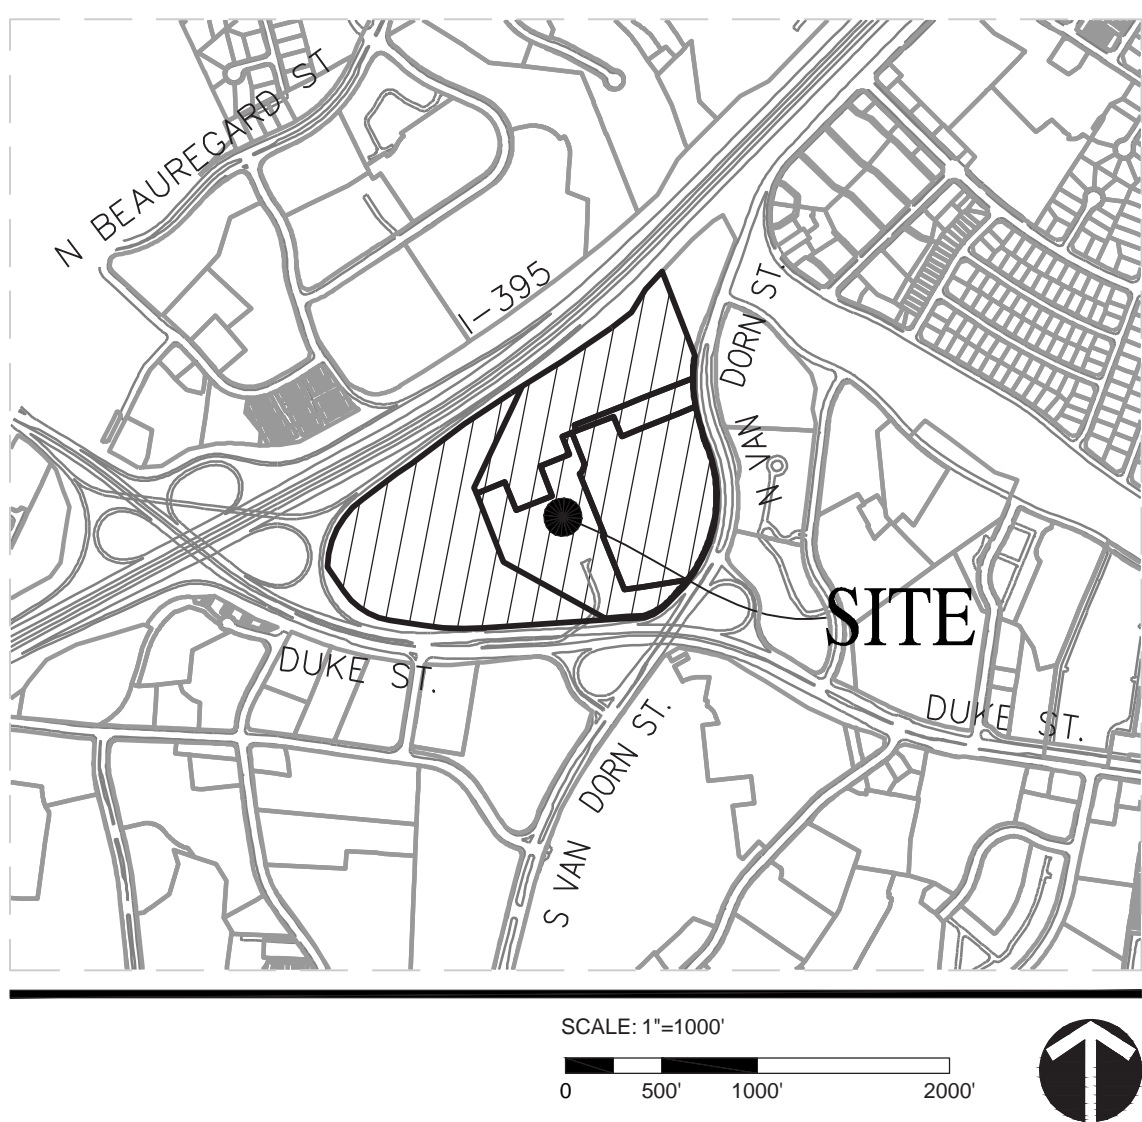 N BEAUREGARD ST
I-395
N VAN DORN ST.
SITE
DUKE ST.
DUKE ST.
S VAN DORN ST.
SCALE: 1"=1000'
0 500' 1000' 2000'